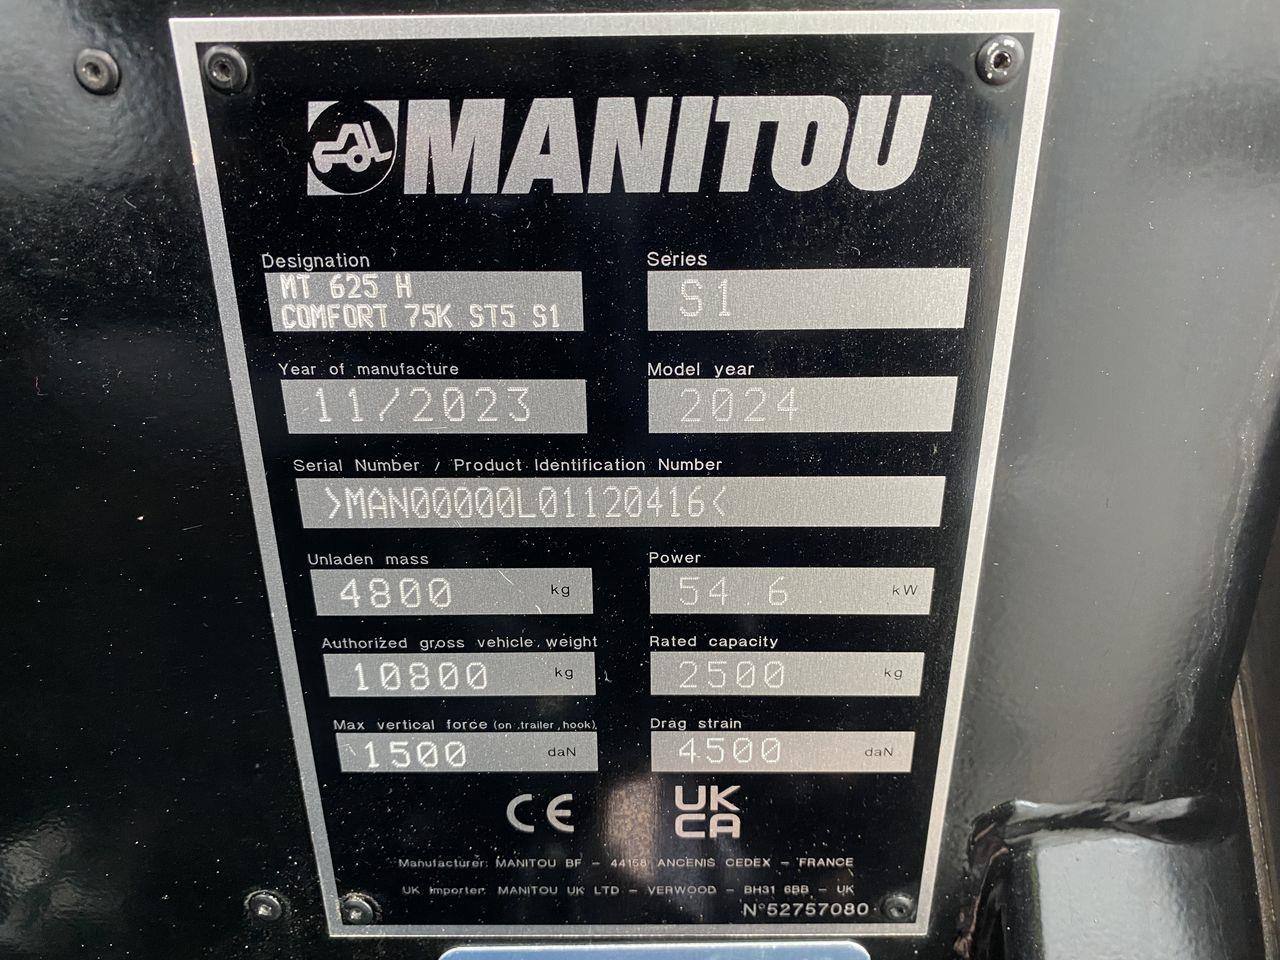 MANITOU
Designation
MT 625 H
COMFORT 75K ST5 S1
Series
S1
Year of manufacture
11/2023
Model year
2024
Serial Number / Product Identification Number
>MAN00000L01120416<
Unladen mass
4800 kg
Power
54.6 kW
Authorized gross vehicle weight
10800 kg
Rated capacity
2500 kg
Max vertical force (on trailer hook)
1500 daN
Drag strain
4500 daN
CE
UK
CA
Manufacturer: MANITOU BF - 44158 ANCENIS CEDEX - FRANCE
UK Importer: MANITOU UK LTD - VERWOOD - BH31 6BB - UK
N°52757080